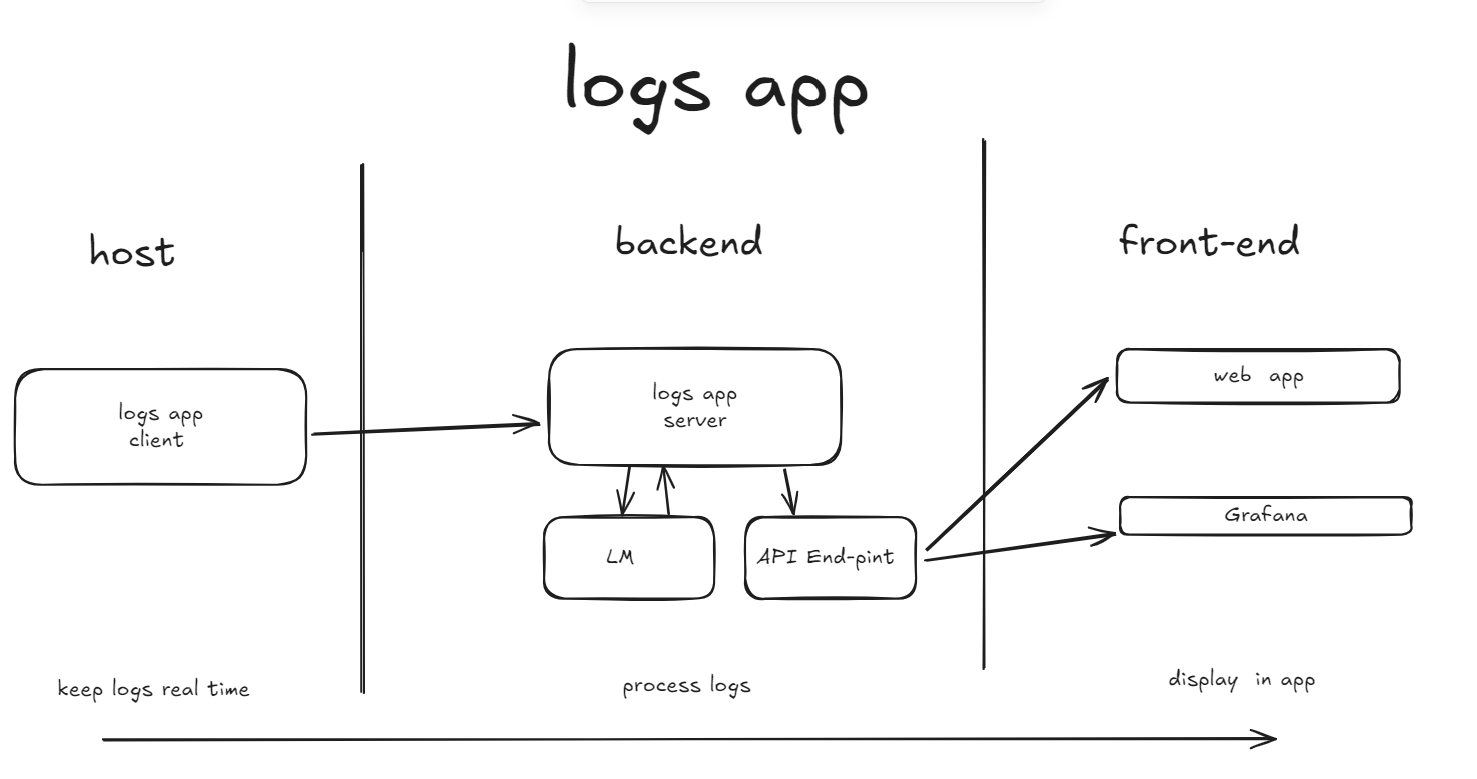 logs app
host
backend
front-end
logs app
client
logs app
server
LM
API End-pint
web app
Grafana
keep logs real time
process logs
display in app